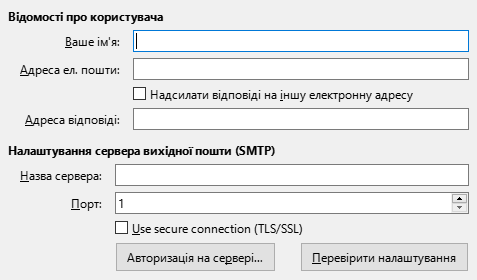 Відомості про користувача
Ваше ім'я:
Адреса ел. пошти:
Надсилати відповіді на іншу електронну адресу
Адреса відповіді:
Налаштування сервера вихідної пошти (SMTP)
Назва сервера:
Порт: 1
Use secure connection (TLS/SSL)
Авторизація на сервері... Перевірити налаштування